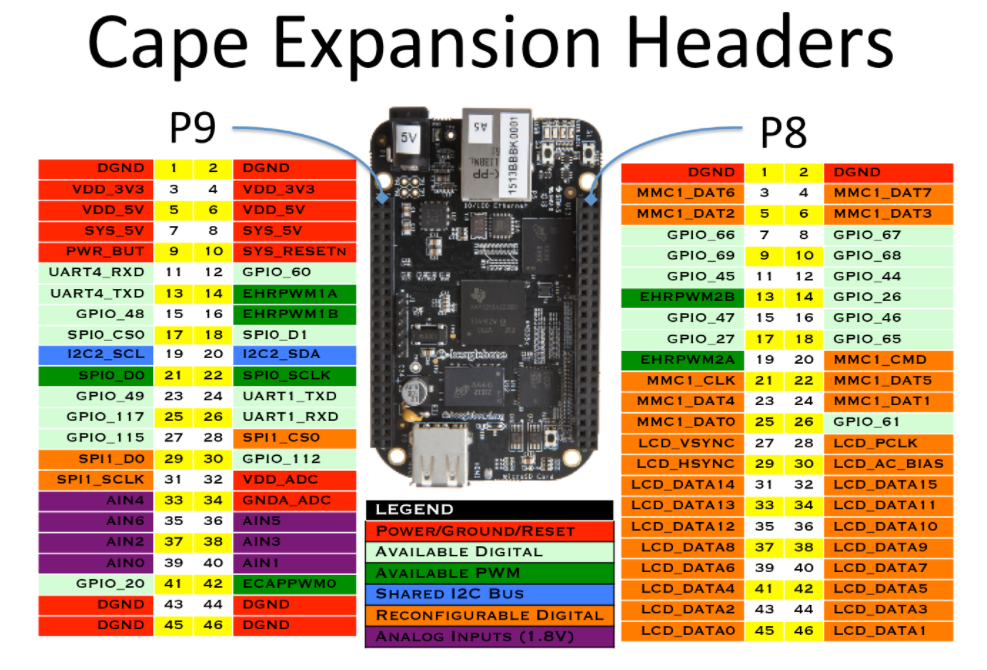 Cape Expansion Headers
P9
P8
DGND 1 2 DGND
VDD_3V3 3 4 VDD_3V3
VDD_5V 5 6 VDD_5V
SYS_5V 7 8 SYS_5V
PWR_BUT 9 10 SYS_RESETN
UART4_RXD 11 12 GPIO_60
UART4_TXD 13 14 EHRPWM1A
GPIO_48 15 16 EHRPWM1B
SPI0_CS0 17 18 SPI0_D1
I2C2_SCL 19 20 I2C2_SDA
SPI0_D0 21 22 SPI0_SCLK
GPIO_49 23 24 UART1_TXD
GPIO_117 25 26 UART1_RXD
GPIO_115 27 28 SPI1_CS0
SPI1_D0 29 30 GPIO_112
SPI1_SCLK 31 32 VDD_ADC
AIN4 33 34 GNDA_ADC
AIN6 35 36 AIN5
AIN2 37 38 AIN3
AIN0 39 40 AIN1
GPIO_20 41 42 ECAPPWM0
DGND 43 44 DGND
DGND 45 46 DGND
5V
A5
1513BBBK0001
10/100 Ethernet
beaglebone
MicroSD Card
LEGEND
POWER/GROUND/RESET
AVAILABLE DIGITAL
AVAILABLE PWM
SHARED I2C BUS
RECONFIGURABLE DIGITAL
ANALOG INPUTS (1.8V)
DGND 1 2 DGND
MMC1_DAT6 3 4 MMC1_DAT7
MMC1_DAT2 5 6 MMC1_DAT3
GPIO_66 7 8 GPIO_67
GPIO_69 9 10 GPIO_68
GPIO_45 11 12 GPIO_44
EHRPWM2B 13 14 GPIO_26
GPIO_47 15 16 GPIO_46
GPIO_27 17 18 GPIO_65
EHRPWM2A 19 20 MMC1_CMD
MMC1_CLK 21 22 MMC1_DAT5
MMC1_DAT4 23 24 MMC1_DAT1
MMC1_DAT0 25 26 GPIO_61
LCD_VSYNC 27 28 LCD_PCLK
LCD_HSYNC 29 30 LCD_AC_BIAS
LCD_DATA14 31 32 LCD_DATA15
LCD_DATA13 33 34 LCD_DATA11
LCD_DATA12 35 36 LCD_DATA10
LCD_DATA8 37 38 LCD_DATA9
LCD_DATA6 39 40 LCD_DATA7
LCD_DATA4 41 42 LCD_DATA5
LCD_DATA2 43 44 LCD_DATA3
LCD_DATA0 45 46 LCD_DATA1